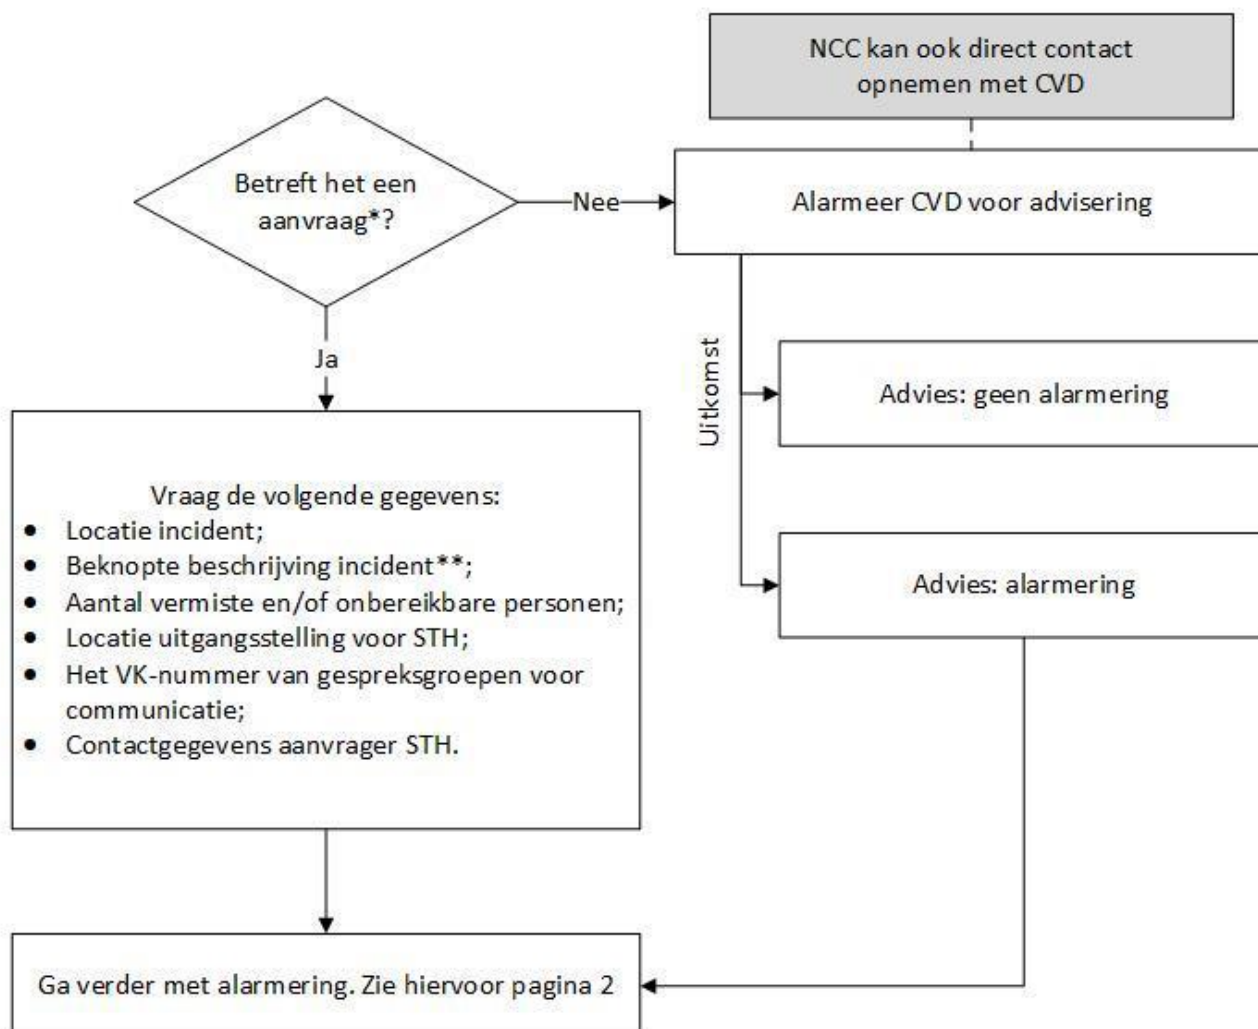 NCC kan ook direct contact
opnemen met CVD
Betreft het een
aanvraag*?
Nee
Alarmeer CVD voor advisering
Ja
Uitkomst
Advies: geen alarmering
Advies: alarmering
Vraag de volgende gegevens:
• Locatie incident;
• Beknopte beschrijving incident**;
• Aantal vermiste en/of onbereikbare personen;
• Locatie uitgangsstelling voor STH;
• Het VK-nummer van gespreksgroepen voor
communicatie;
• Contactgegevens aanvrager STH.
Ga verder met alarmering. Zie hiervoor pagina 2